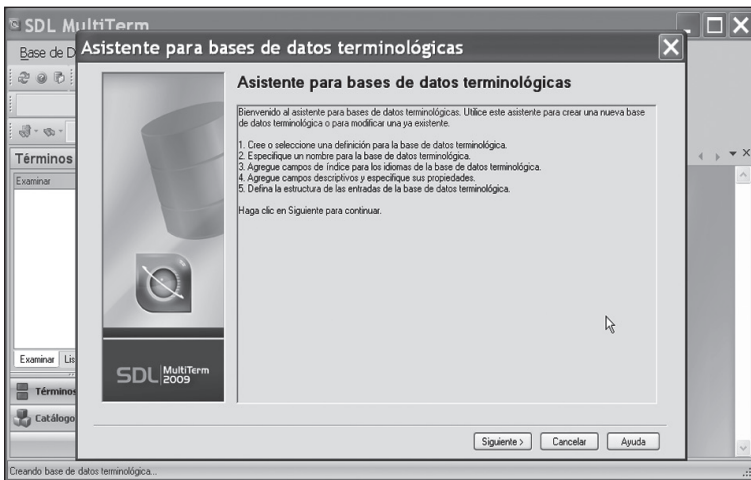 SDL MultiTerm
Base de D
Asistente para bases de datos terminológicas
Términos
Examinar
Asistente para bases de datos terminológicas
Bienvenido al asistente para bases de datos terminológicas. Utilice este asistente para crear una nueva base
de datos terminológica o para modificar una ya existente.
1. Cree o seleccione una definición para la base de datos terminológica.
2. Especifique un nombre para la base de datos terminológica.
3. Agregue campos de índice para los idiomas de la base de datos terminológica.
4. Agregue campos descriptivos y especifique sus propiedades.
5. Defina la estructura de las entradas de la base de datos terminológica.
Haga clic en Siguiente para continuar.
SDL MultiTerm
2009
Examinar Lis
Términos
Catálogo
Siguiente > Cancelar Ayuda
Creando base de datos terminológica...